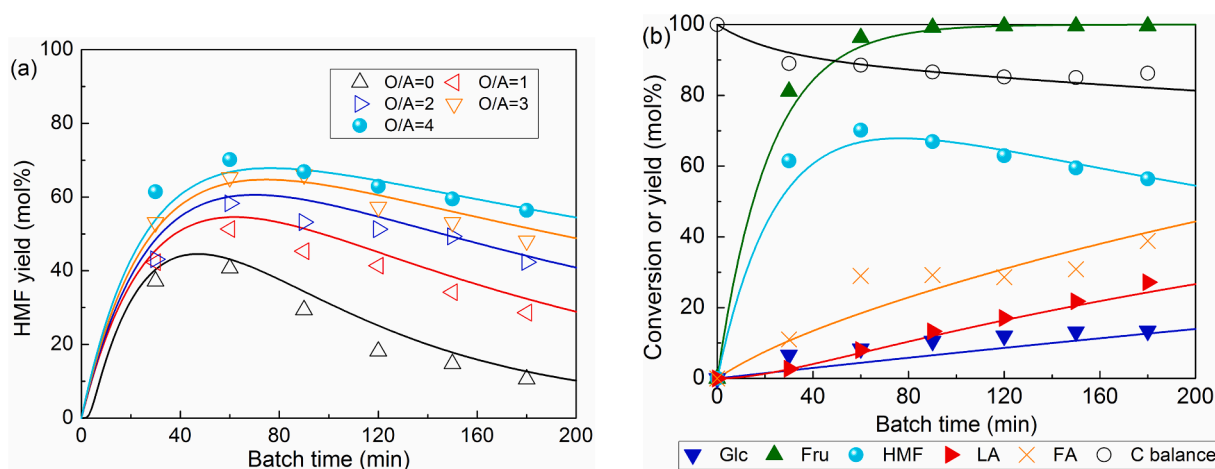 (a)
HMF yield (mol%)
100
80
60
40
20
0
0 40 80 120 160 200
Batch time (min)
O/A=0 O/A=1
O/A=2 O/A=3
O/A=4
(b)
Conversion or yield (mol%)
100
80
60
40
20
0
0 40 80 120 160 200
Batch time (min)
Glc Fru HMF LA FA C balance